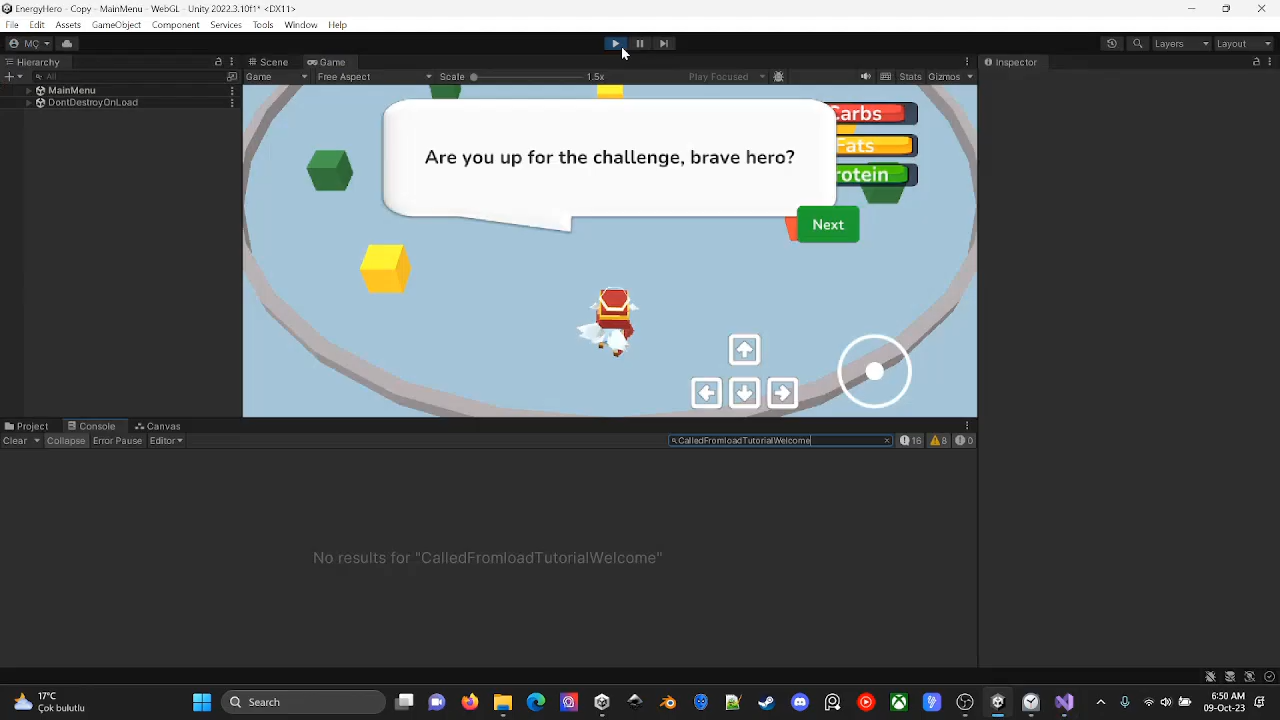 EnergyHero - Copy - MainMenu - WebGL - Unity 2022.3.10f1* <DX11>
File Edit Assets GameObject Component Services Tools Window Help
MÇ Layers Layout
Hierarchy Scene Game Inspector
All Game Free Aspect Scale 1.5x Play Focused Stats Gizmos
MainMenu
DontDestroyOnLoad
Carbs
Are you up for the challenge, brave hero?
Fats
rotein
Next
Project Console Canvas
Clear Collapse Error Pause Editor CalledFromloadTutorialWelcome 16 8 0
No results for "CalledFromloadTutorialWelcome"
17°C
Çok bulutlu
Search
6:50 AM
09-Oct-23